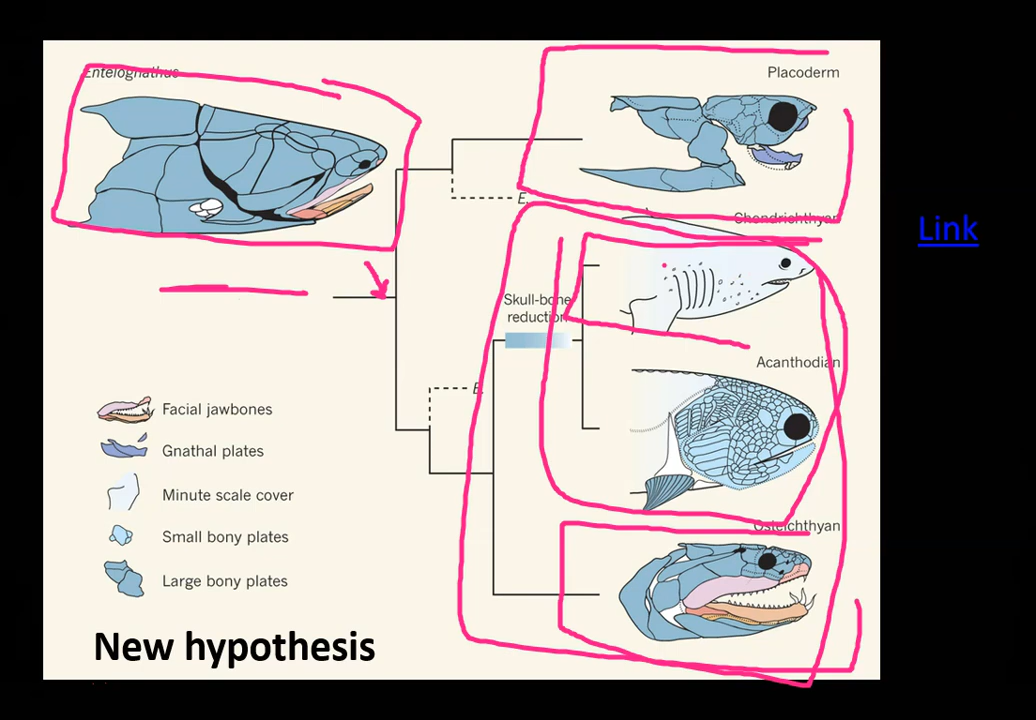 Entelognathus
Placoderm
E.
Chondrichthyan
Link
Skull-bone
reduction
Acanthodian
E.
Facial jawbones
Gnathal plates
Minute scale cover
Small bony plates
Osteichthyan
Large bony plates
New hypothesis